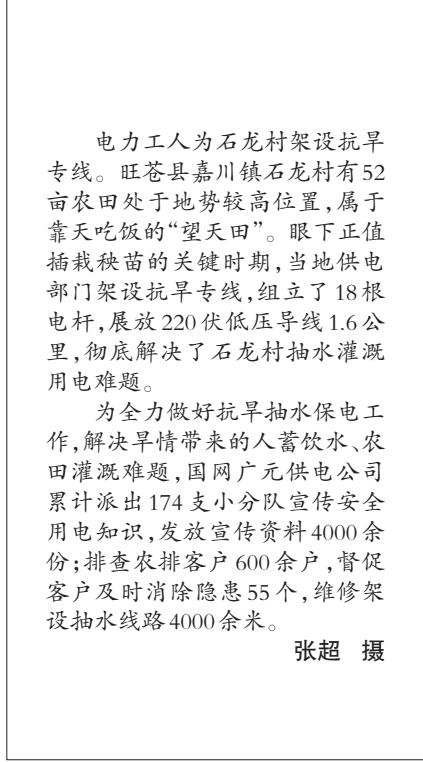 电力工人为石龙村架设抗旱
专线。旺苍县嘉川镇石龙村有52
亩农田处于地势较高位置,属于
靠天吃饭的“望天田”。眼下正值
插栽秧苗的关键时期,当地供电
部门架设抗旱专线,组立了18根
电杆,展放220伏低压导线1.6公
里,彻底解决了石龙村抽水灌溉
用电难题。
为全力做好抗旱抽水保电工
作,解决旱情带来的人蓄饮水、农
田灌溉难题,国网广元供电公司
累计派出174支小分队宣传安全
用电知识,发放宣传资料4000余
份;排查农排客户600余户,督促
客户及时消除隐患55个,维修架
设抽水线路4000余米。
张超 摄